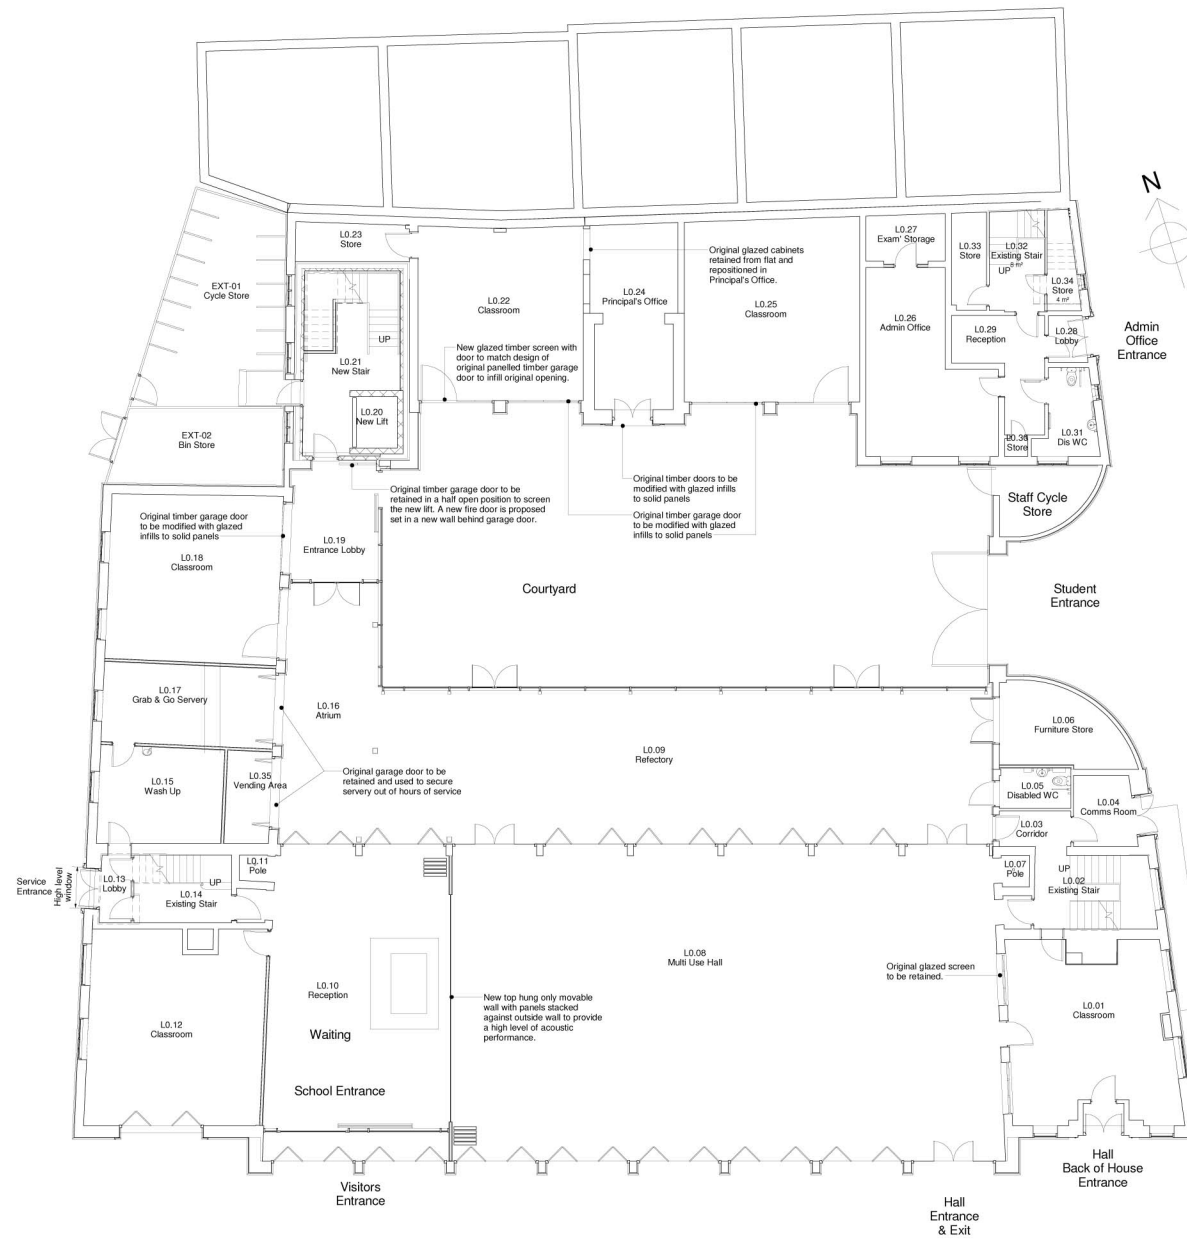 N
L0.23
Store
EXT-01
Cycle Store
L0.22
Classroom
L0.24
Principal's Office
Original glazed cabinets
retained from flat and
repositioned in
Principal's Office.
L0.25
Classroom
L0.27
Exam' Storage
L0.33
Store
L0.32
Existing Stair
8 m²
UP
L0.34
Store
4 m²
L0.26
Admin Office
L0.29
Reception
L0.28
Lobby
Admin
Office
Entrance
UP
L0.21
New Stair
New glazed timber screen with
door to match design of
original panelled timber garage
door to infill original opening.
L0.20
New Lift
EXT-02
Bin Store
Store
L0.31
Dis WC
Original timber garage door to be
retained in a half open position to screen
the new lift. A new fire door is proposed
set in a new wall behind garage door.
Original timber doors to be
modified with glazed infills
to solid panels
Original timber garage door
to be modified with glazed
infills to solid panels
Staff Cycle
Store
Original timber garage door
to be modified with glazed
infills to solid panels
L0.18
Classroom
L0.19
Entrance Lobby
Courtyard
Student
Entrance
L0.17
Grab & Go Servery
L0.16
Atrium
L0.06
Furniture Store
L0.09
Refectory
L0.15
Wash Up
L0.35
Vending Area
Original garage door to be
retained and used to secure
servery out of hours of service
L0.05
Disabled WC
L0.04
Comms Room
L0.03
Corridor
Service
Entrance
High level
window
L0.13
Lobby
L0.11
Pole
UP
L0.14
Existing Stair
L0.07
Pole
UP
L0.02
Existing Stair
L0.08
Multi Use Hall
Original glazed screen
to be retained.
L0.10
Reception
New top hung only movable
wall with panels stacked
against outside wall to provide
a high level of acoustic
performance.
L0.01
Classroom
L0.12
Classroom
Waiting
School Entrance
Visitors
Entrance
Hall
Back of House
Entrance
Hall
Entrance
& Exit